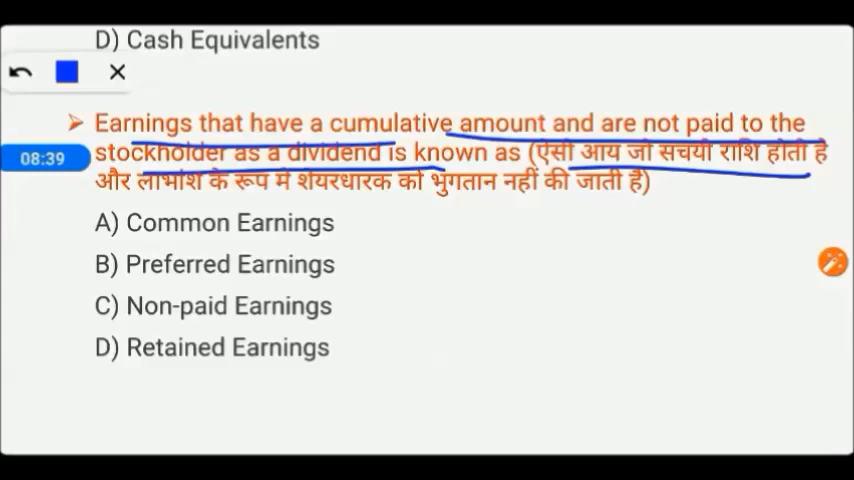 D) Cash Equivalents
➢ Earnings that have a cumulative amount and are not paid to the
08:39
stockholder as a dividend is known as (ऐसी आय जो सचयी राशि होती है
और लाभांश के रूप में शेयरधारक को भुगतान नहीं की जाती है)
A) Common Earnings
B) Preferred Earnings
C) Non-paid Earnings
D) Retained Earnings